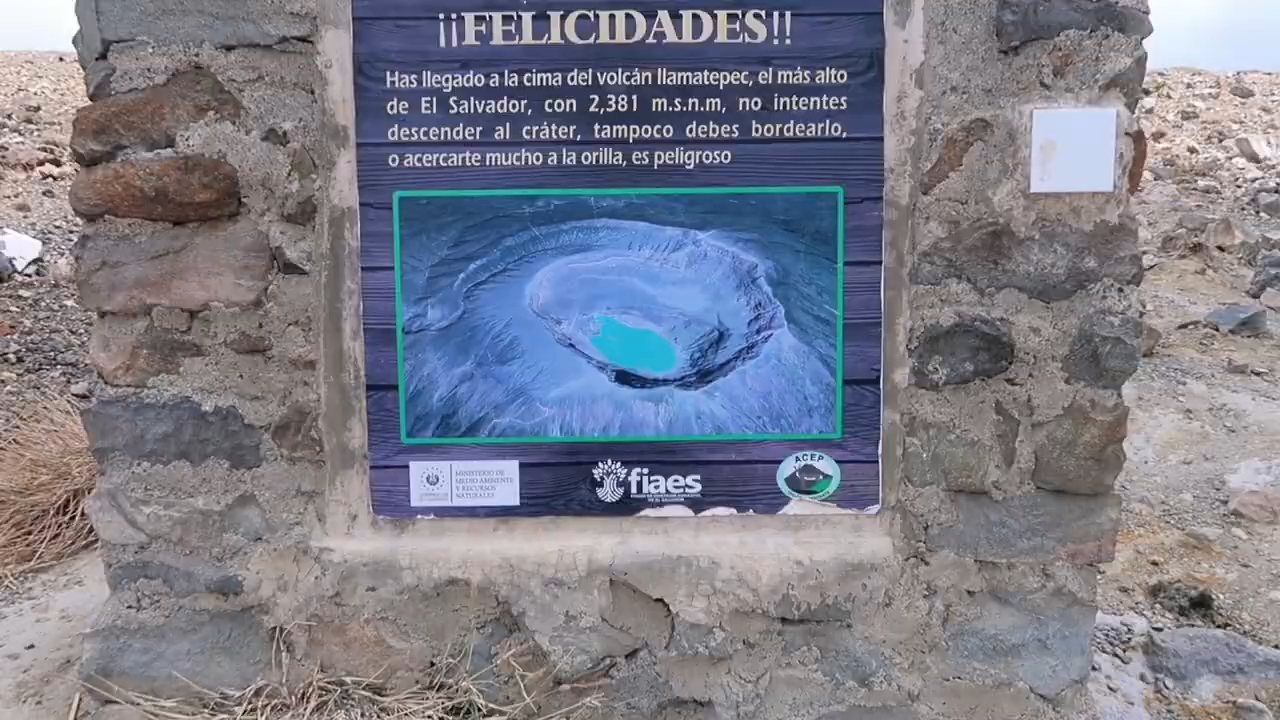 ¡¡FELICIDADES!!
Has llegado a la cima del volcán Ilamatepec, el más alto
de El Salvador, con 2,381 m.s.n.m, no intentes
descender al cráter, tampoco debes bordearlo,
o acercarte mucho a la orilla, es peligroso
MINISTERIO DE
MEDIO AMBIENTE
Y RECURSOS
NATURALES
fiaes
ACEP